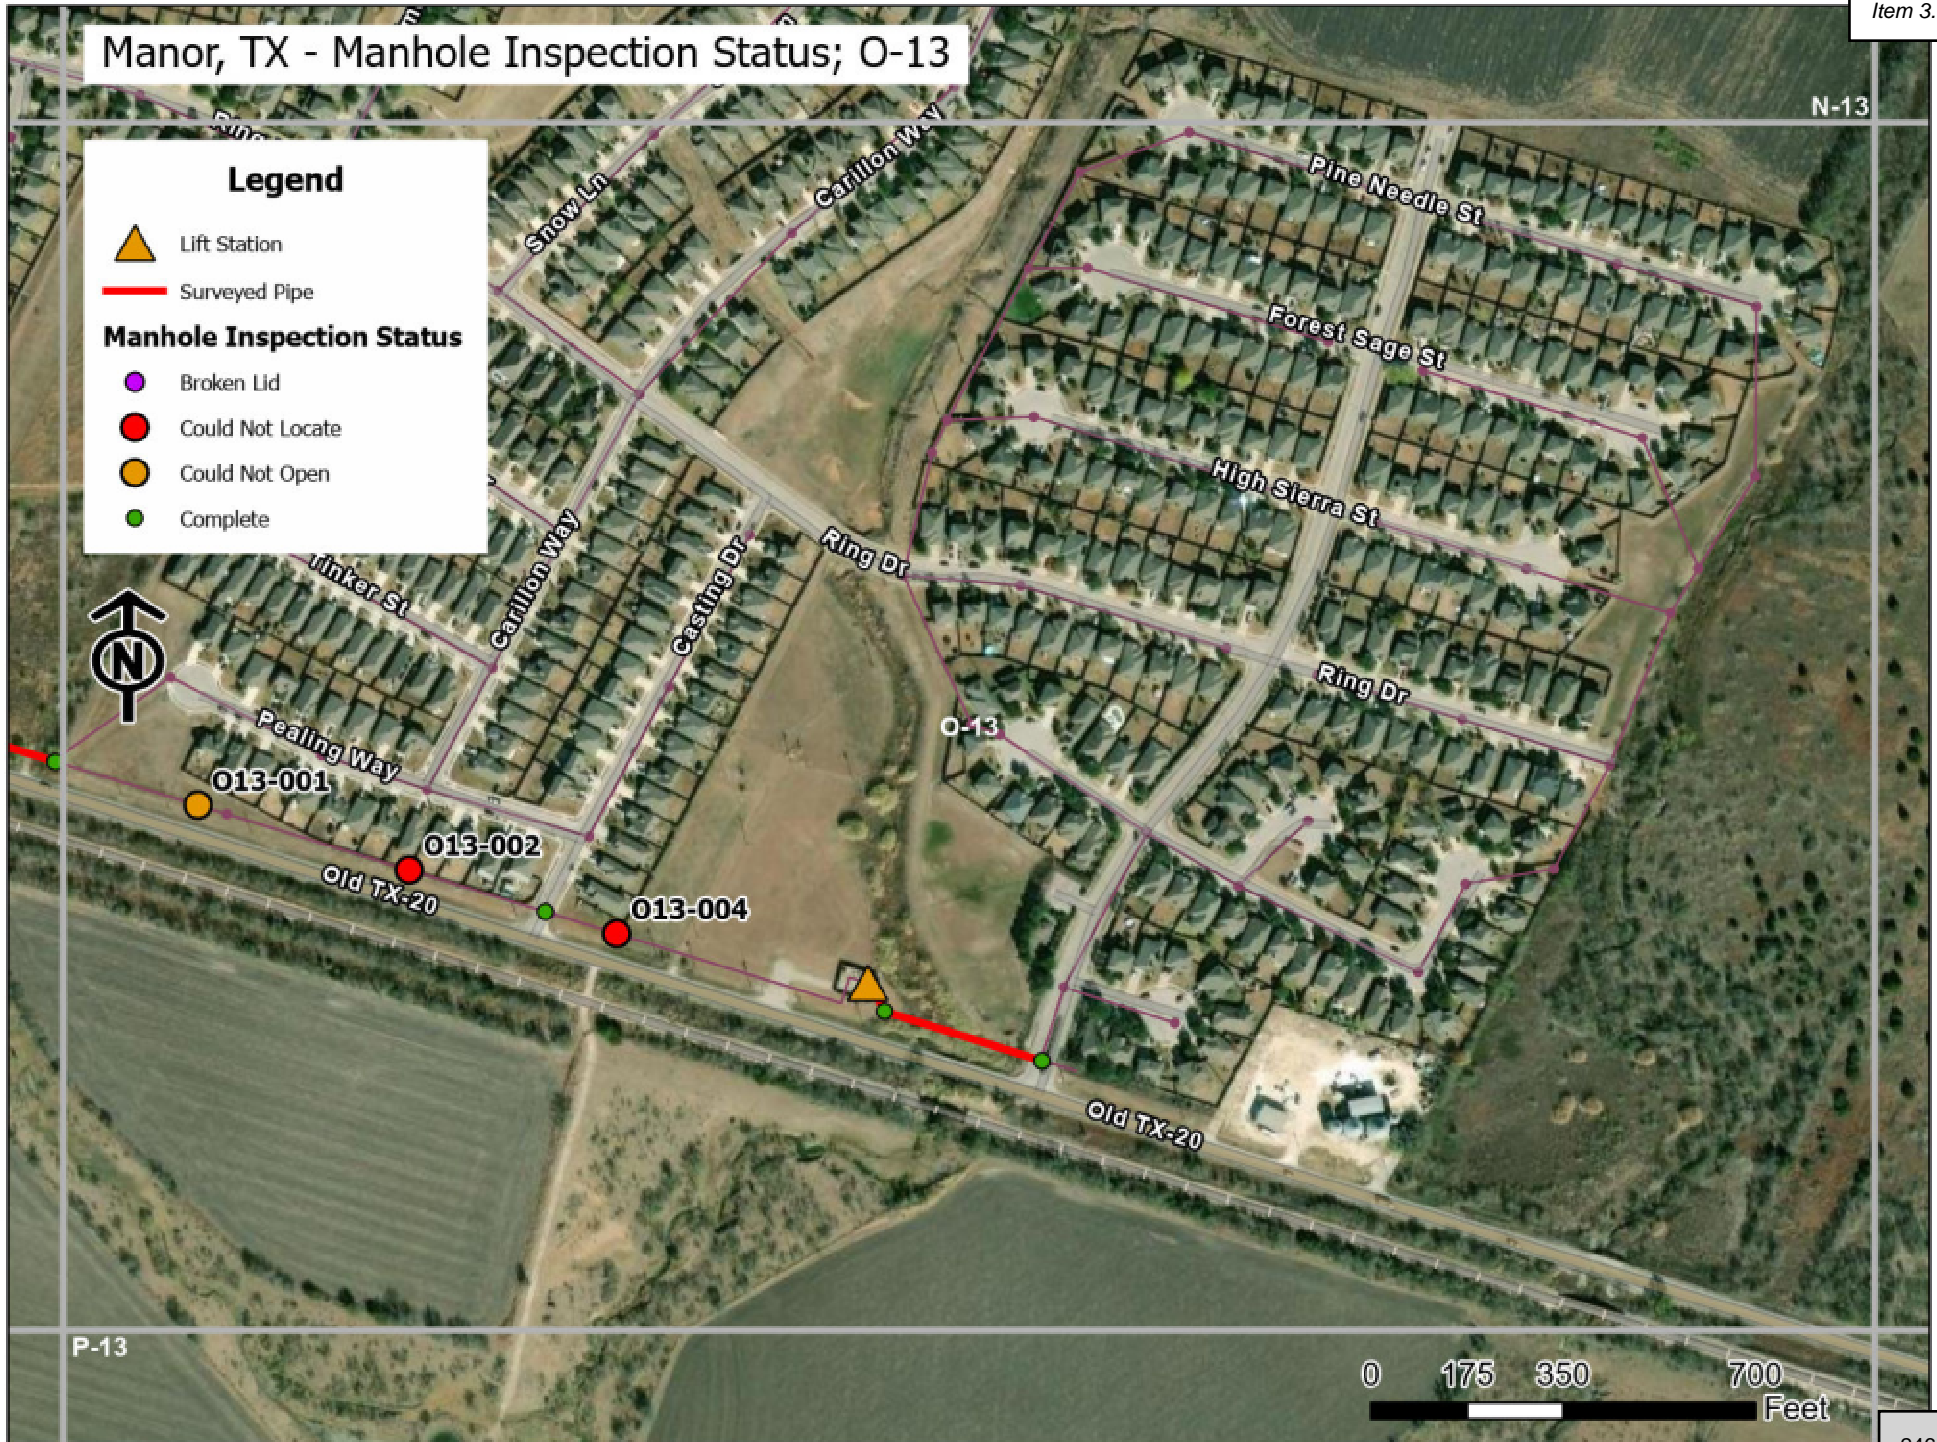 Item 3.
Manor, TX - Manhole Inspection Status; O-13
N-13
Legend
Lift Station
Surveyed Pipe
Manhole Inspection Status
Broken Lid
Could Not Locate
Could Not Open
Complete
Snow Ln
Carillon Way
Pine Needle St
Forest Sage St
High Sierra St
Ring Dr
Carillon Way
Casting Dr
Tinker St
N
Ring Dr
O-13
Pealing Way
O13-001
O13-002
Old TX-20
O13-004
Old TX-20
P-13
0 175 350 700
Feet